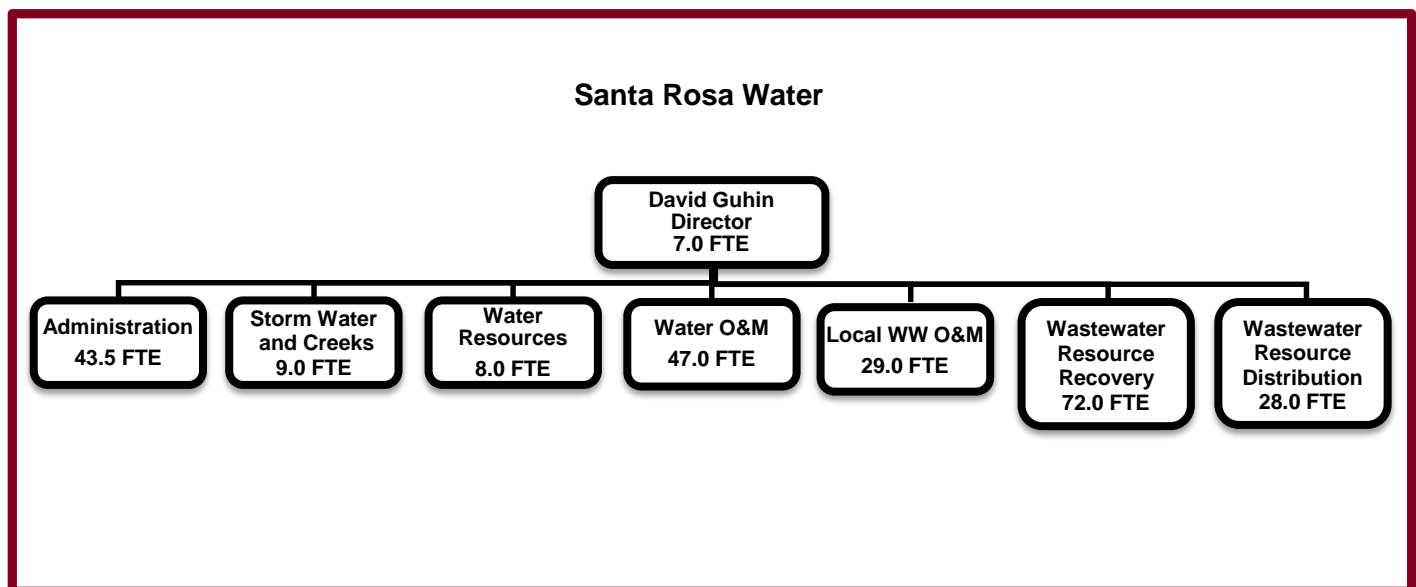 Santa Rosa Water
David Guhin
Director
7.0 FTE
Administration
43.5 FTE
Storm Water
and Creeks
9.0 FTE
Water
Resources
8.0 FTE
Water O&M
47.0 FTE
Local WW O&M
29.0 FTE
Wastewater
Resource
Recovery
72.0 FTE
Wastewater
Resource
Distribution
28.0 FTE